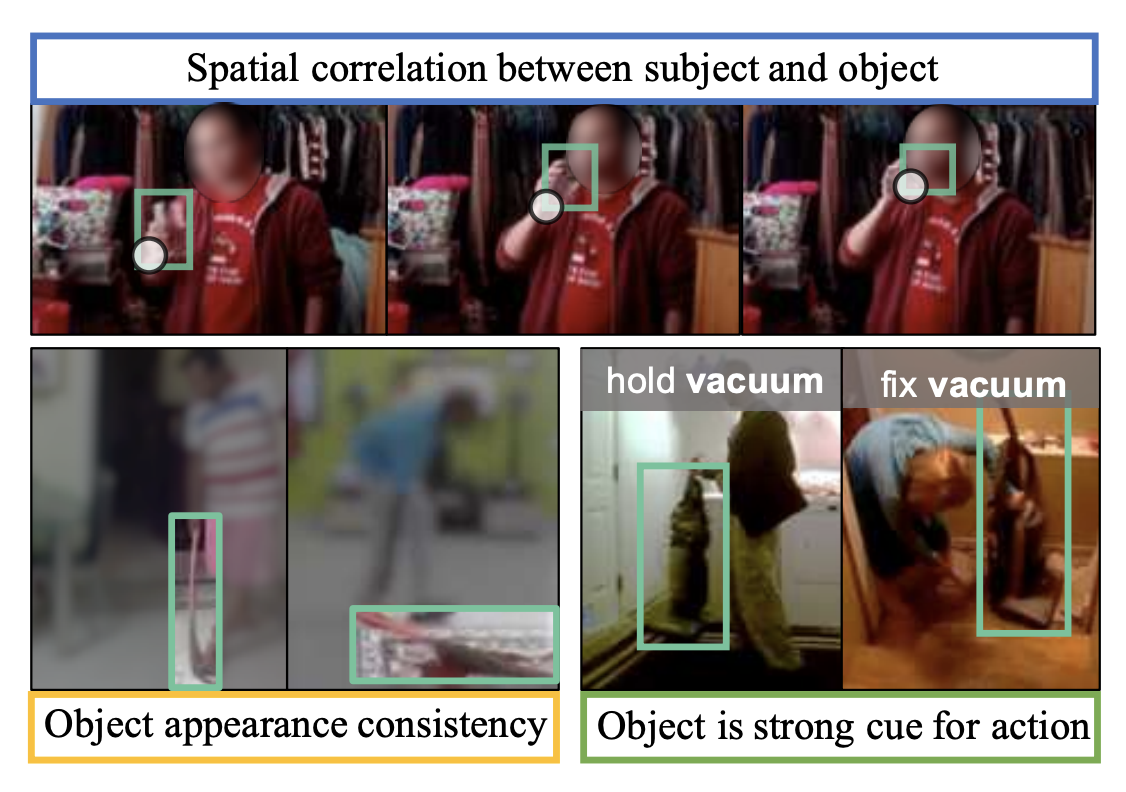 Spatial correlation between subject and object
hold vacuum
fix vacuum
Object appearance consistency
Object is strong cue for action